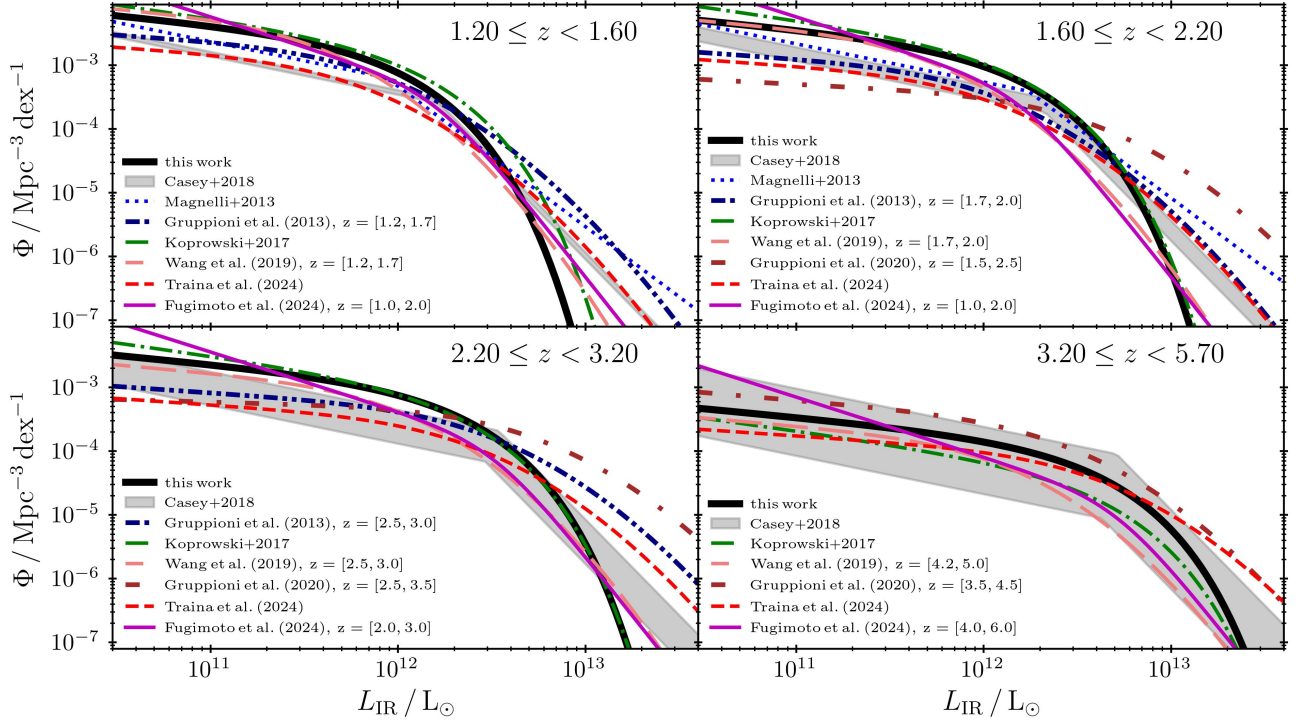 1.20 ≤ z < 1.60
1.60 ≤ z < 2.20
Φ / Mpc⁻³ dex⁻¹
10⁻³
10⁻⁴
10⁻⁵
10⁻⁶
10⁻⁷
this work
Casey+2018
Magnelli+2013
Gruppioni et al. (2013), z = [1.2, 1.7]
Koprowski+2017
Wang et al. (2019), z = [1.2, 1.7]
Traina et al. (2024)
Fugimoto et al. (2024), z = [1.0, 2.0]
this work
Casey+2018
Magnelli+2013
Gruppioni et al. (2013), z = [1.7, 2.0]
Koprowski+2017
Wang et al. (2019), z = [1.7, 2.0]
Gruppioni et al. (2020), z = [1.5, 2.5]
Traina et al. (2024)
Fugimoto et al. (2024), z = [1.0, 2.0]
2.20 ≤ z < 3.20
3.20 ≤ z < 5.70
Φ / Mpc⁻³ dex⁻¹
10⁻³
10⁻⁴
10⁻⁵
10⁻⁶
10⁻⁷
this work
Casey+2018
Gruppioni et al. (2013), z = [2.5, 3.0]
Koprowski+2017
Wang et al. (2019), z = [2.5, 3.0]
Gruppioni et al. (2020), z = [2.5, 3.5]
Traina et al. (2024)
Fugimoto et al. (2024), z = [2.0, 3.0]
this work
Casey+2018
Koprowski+2017
Wang et al. (2019), z = [4.2, 5.0]
Gruppioni et al. (2020), z = [3.5, 4.5]
Traina et al. (2024)
Fugimoto et al. (2024), z = [4.0, 6.0]
10¹¹ 10¹² 10¹³ 10¹¹ 10¹² 10¹³
L_IR / L_⊙ L_IR / L_⊙